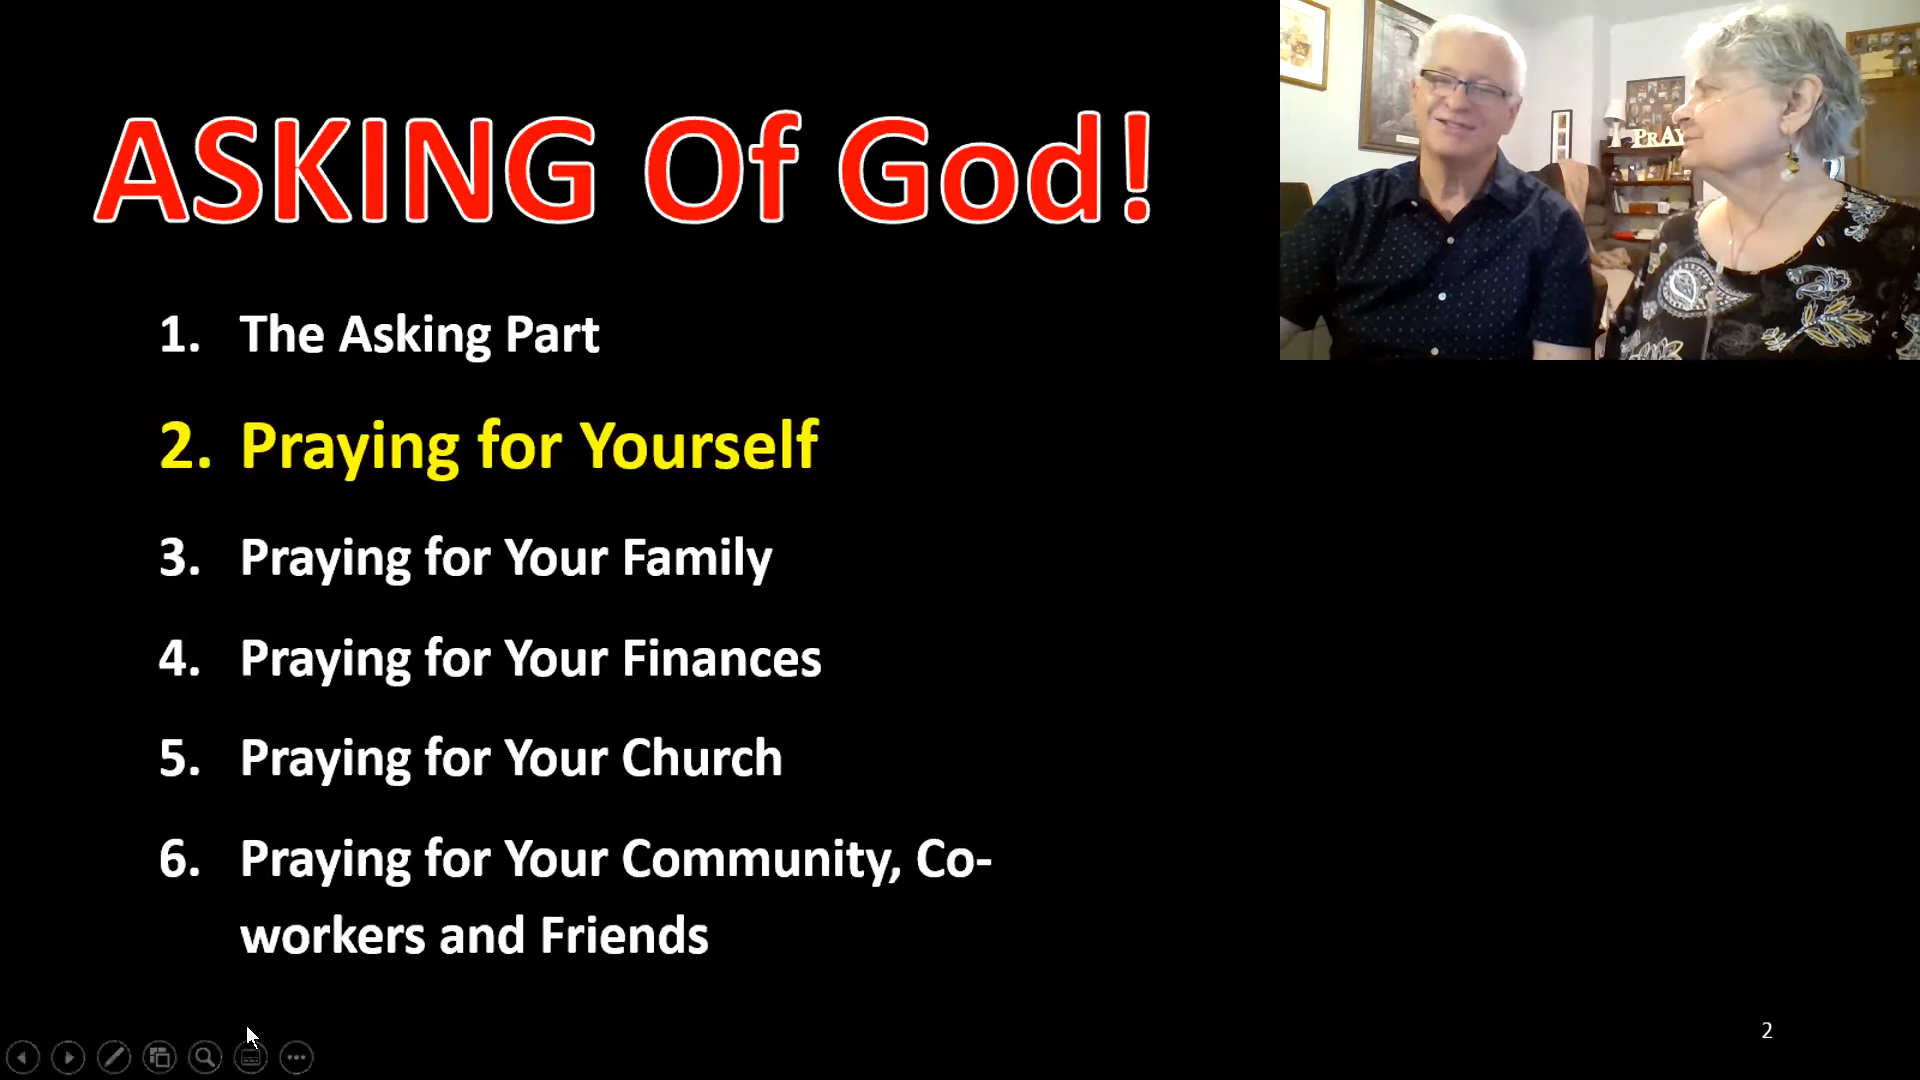 ASKING Of God!
PRAY
1. The Asking Part
2. Praying for Yourself
3. Praying for Your Family
4. Praying for Your Finances
5. Praying for Your Church
6. Praying for Your Community, Co-
workers and Friends
2